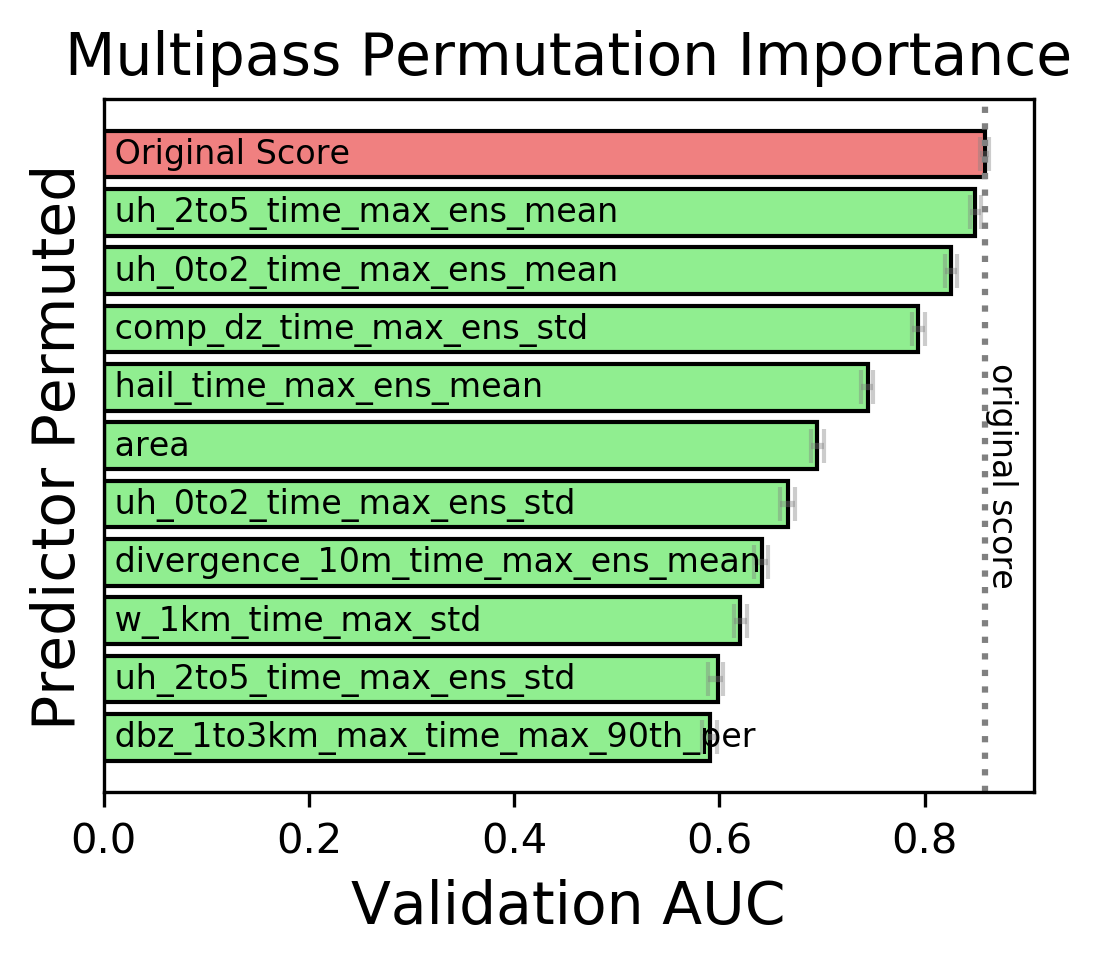 Multipass Permutation Importance
Predictor Permuted
Original Score
uh_2to5_time_max_ens_mean
uh_0to2_time_max_ens_mean
comp_dz_time_max_ens_std
hail_time_max_ens_mean
area
uh_0to2_time_max_ens_std
divergence_10m_time_max_ens_mean
w_1km_time_max_std
uh_2to5_time_max_ens_std
dbz_1to3km_max_time_max_90th_per
original score
0.0 0.2 0.4 0.6 0.8
Validation AUC